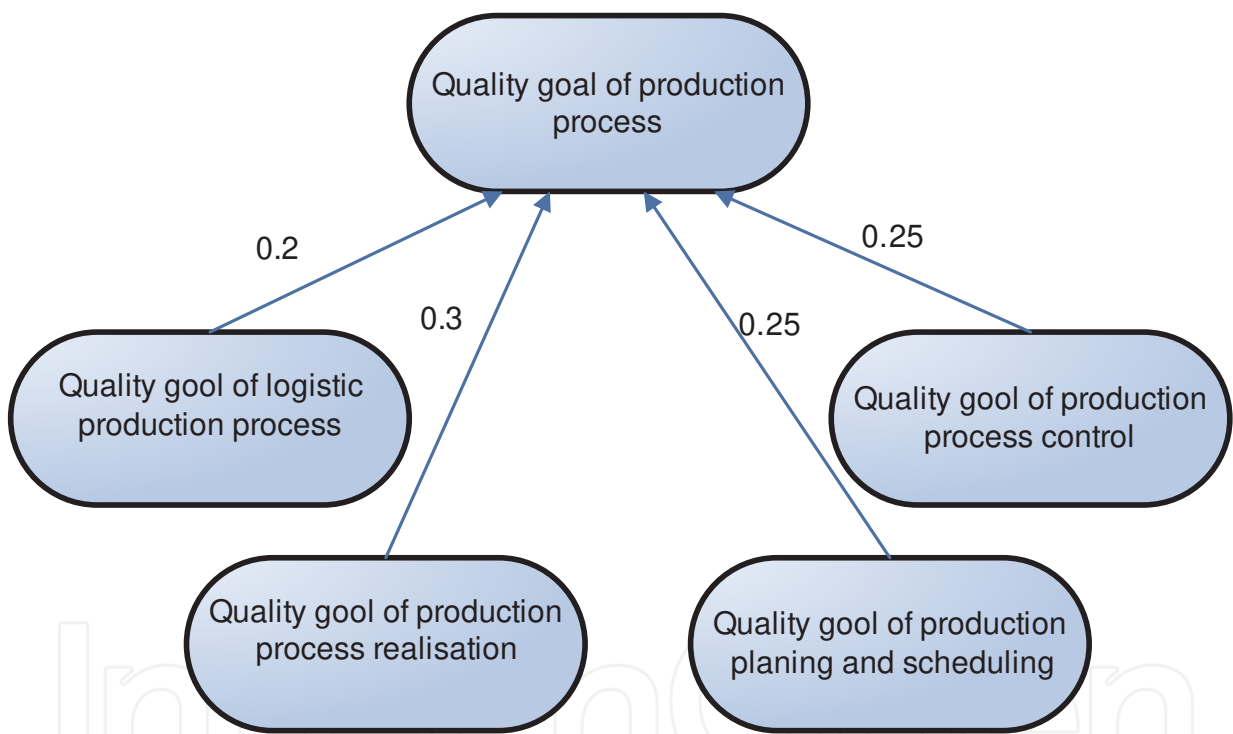 Quality goal of production
process
0.2
0.25
0.3
0.25
Quality gool of logistic
production process
Quality gool of production
process control
Quality gool of production
process realisation
Quality gool of production
planing and scheduling